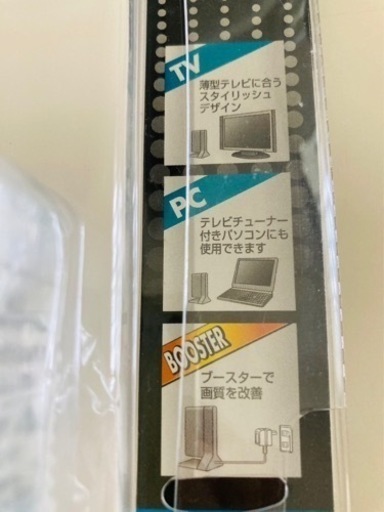 TV
薄型テレビに合う
スタイリッシュ
デザイン
PC
テレビチューナー
付きパソコンにも
使用できます
BOOSTER
ブースターで
画質を改善